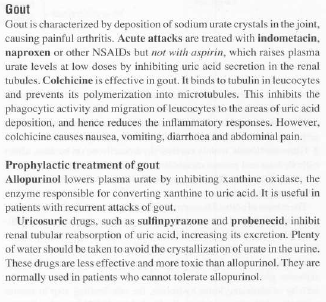 Gout
Gout is characterized by deposition of sodium urate crystals in the joint,
causing painful arthritis. Acute attacks are treated with indometacin,
naproxen or other NSAIDs but not with aspirin, which raises plasma
urate levels at low doses by inhibiting uric acid secretion in the renal
tubules. Colchicine is effective in gout. It binds to tubulin in leucocytes
and prevents its polymerization into microtubules. This inhibits the
phagocytic activity and migration of leucocytes to the areas of uric acid
deposition, and hence reduces the inflammatory responses. However,
colchicine causes nausea, vomiting, diarrhoea and abdominal pain.
Prophylactic treatment of gout
Allopurinol lowers plasma urate by inhibiting xanthine oxidase, the
enzyme responsible for converting xanthine to uric acid. It is useful in
patients with recurrent attacks of gout.
Uricosuric drugs, such as sulfinpyrazone and probenecid, inhibit
renal tubular reabsorption of uric acid, increasing its excretion. Plenty
of water should be taken to avoid the crystallization of urate in the urine.
These drugs are less effective and more toxic than allopurinol. They are
normally used in patients who cannot tolerate allopurinol.